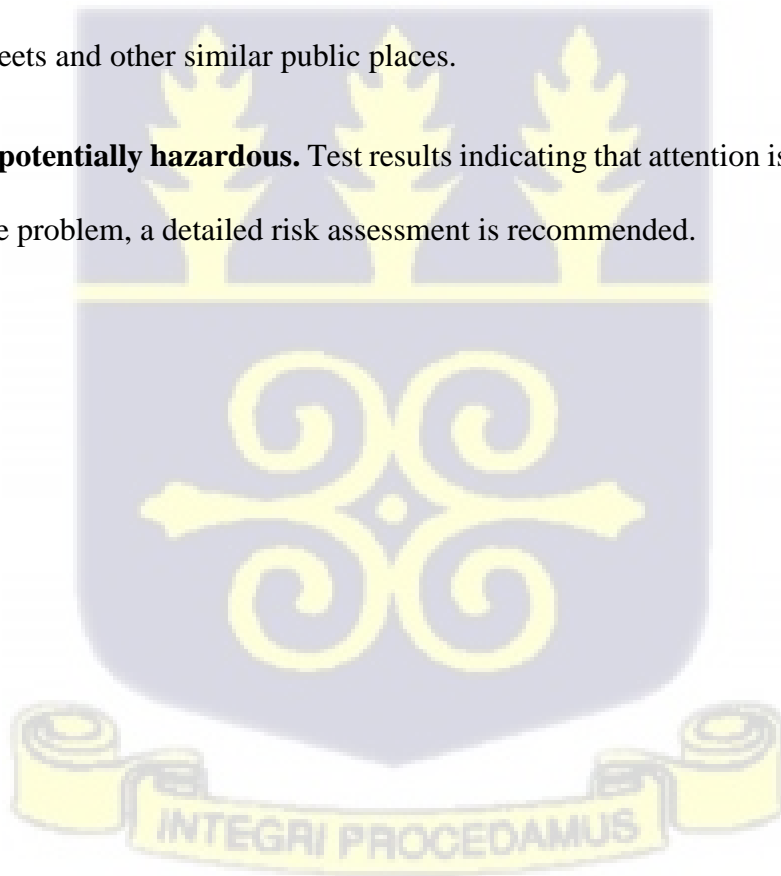 eets and other similar public places.
potentially hazardous. Test results indicating that attention is
e problem, a detailed risk assessment is recommended.
INTEGRI PROCEDAMUS